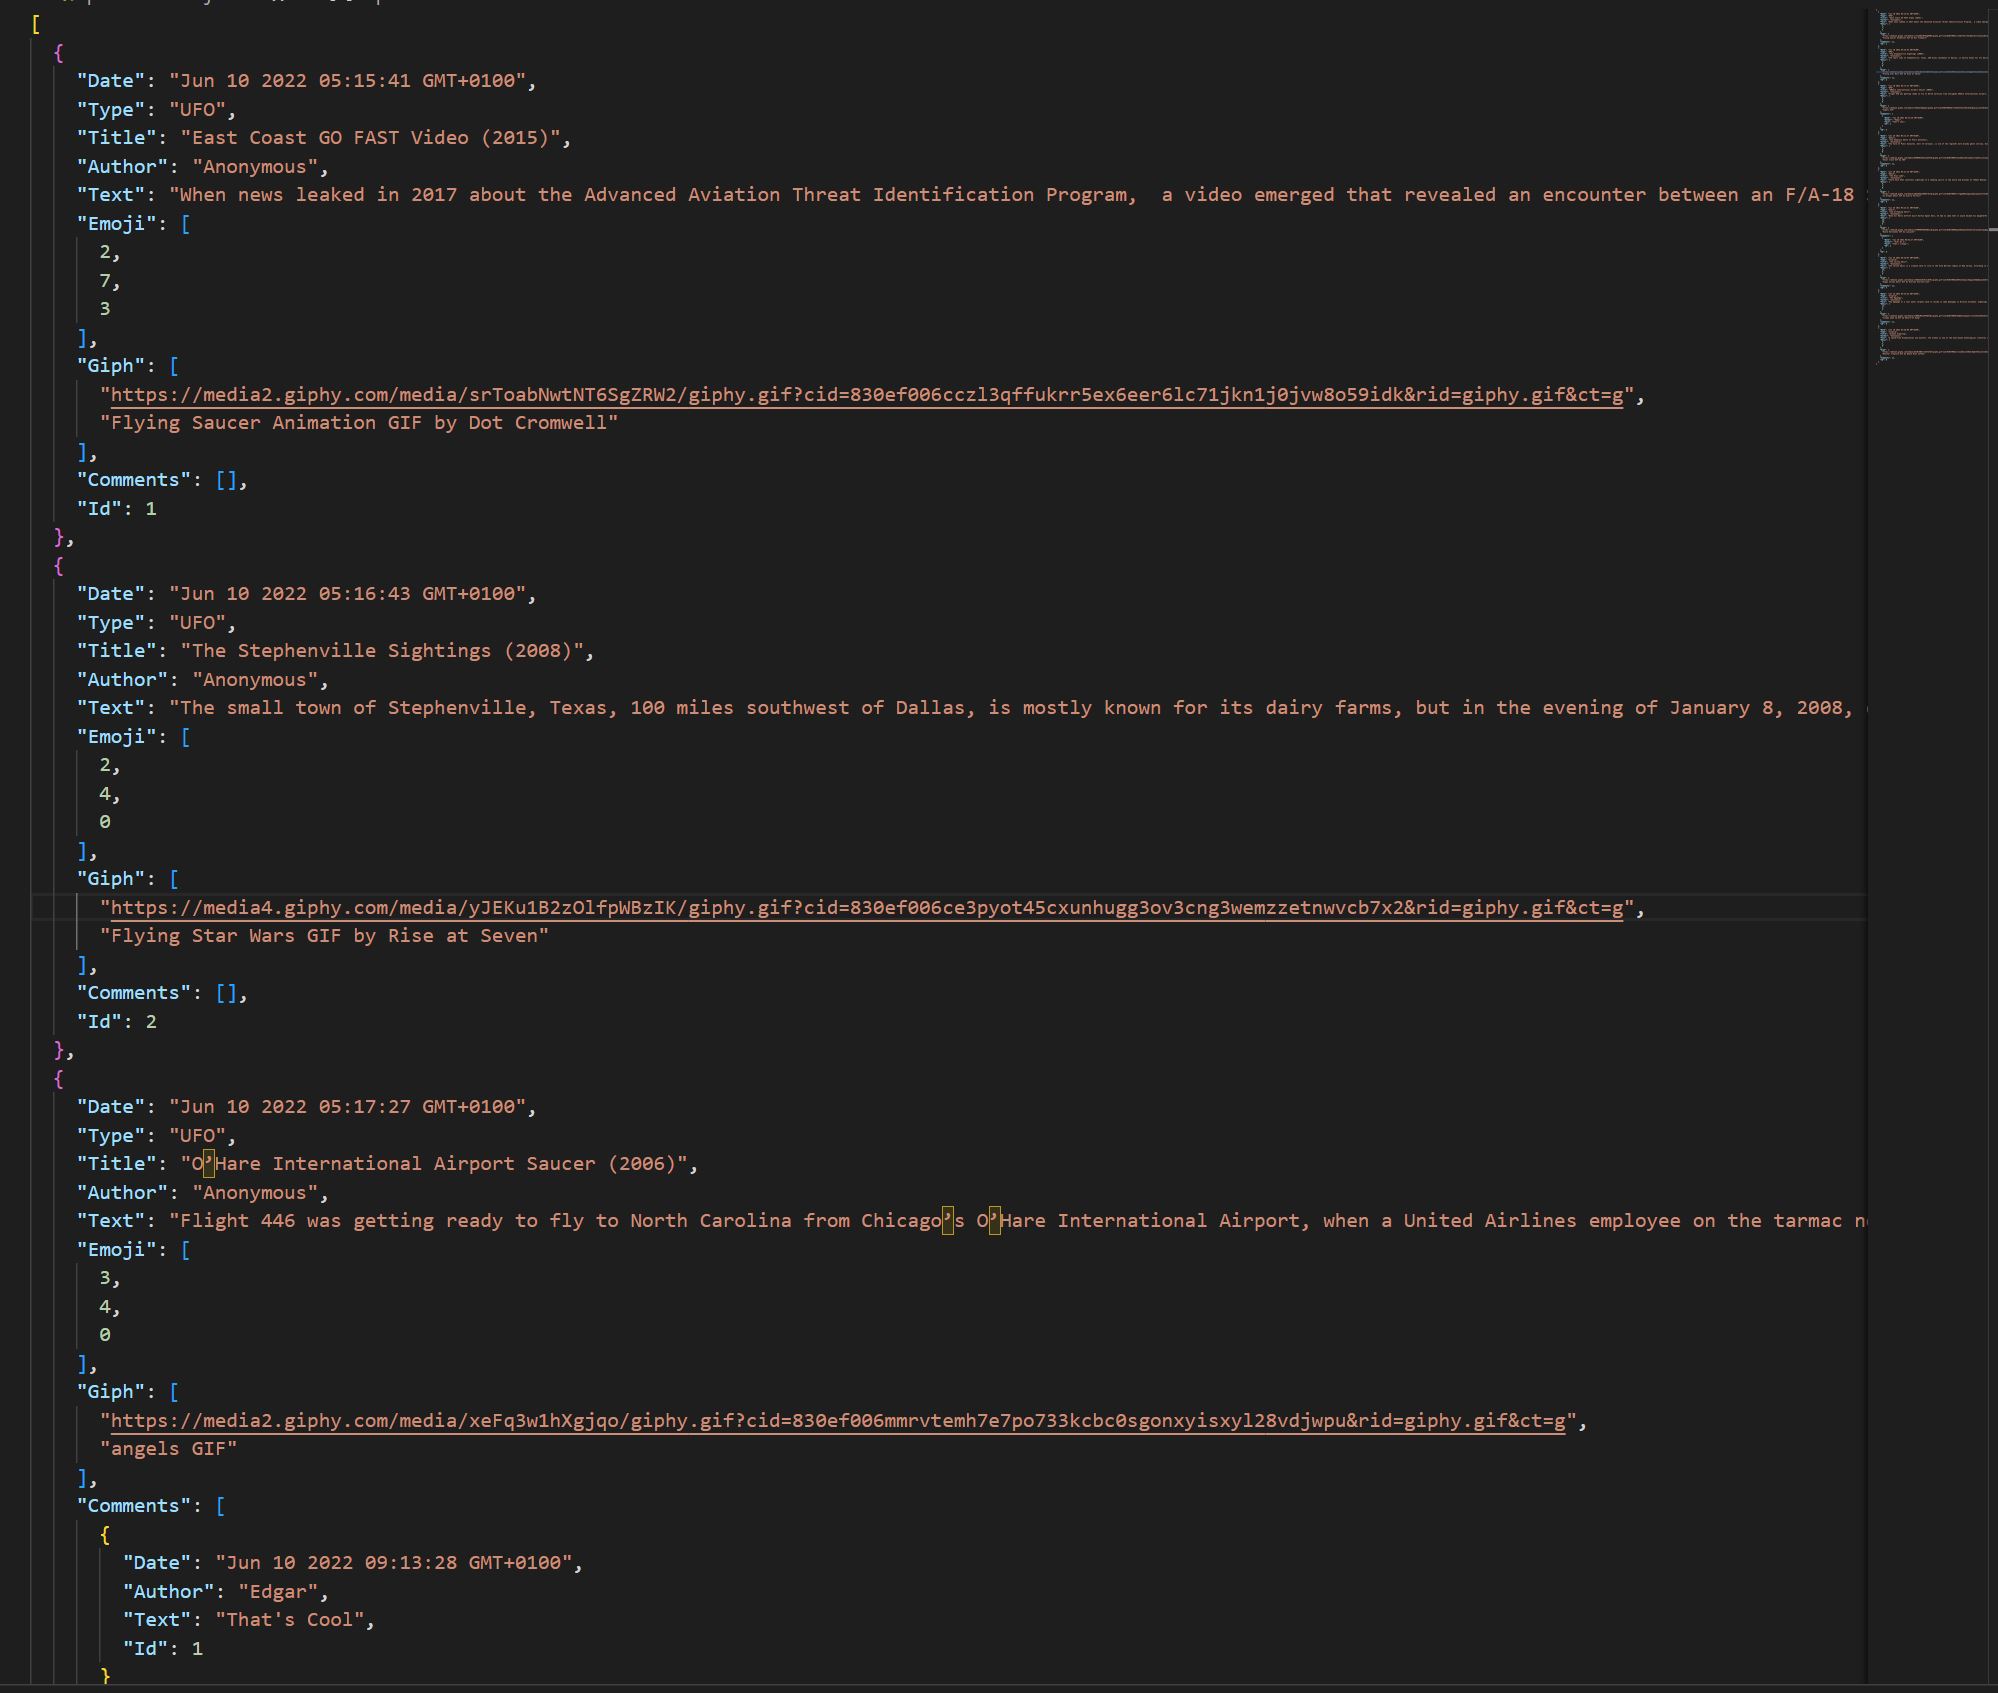 [
{
"Date": "Jun 10 2022 05:15:41 GMT+0100",
"Type": "UFO",
"Title": "East Coast GO FAST Video (2015)",
"Author": "Anonymous",
"Text": "When news leaked in 2017 about the Advanced Aviation Threat Identification Program,  a video emerged that revealed an encounter between an F/A-18
"Emoji": [
2,
7,
3
],
"Giph": [
"https://media2.giphy.com/media/srToabNwtNT6SgZRW2/giphy.gif?cid=830ef006cczl3qffukrr5ex6eer6lc71jkn1j0jvw8o59idk&rid=giphy.gif&ct=g",
"Flying Saucer Animation GIF by Dot Cromwell"
],
"Comments": [],
"Id": 1
},
{
"Date": "Jun 10 2022 05:16:43 GMT+0100",
"Type": "UFO",
"Title": "The Stephenville Sightings (2008)",
"Author": "Anonymous",
"Text": "The small town of Stephenville, Texas, 100 miles southwest of Dallas, is mostly known for its dairy farms, but in the evening of January 8, 2008,
"Emoji": [
2,
4,
0
],
"Giph": [
"https://media4.giphy.com/media/yJEKu1B2zOlfpWBzIK/giphy.gif?cid=830ef006ce3pyot45cxunhugg3ov3cng3wemzzetnwvcb7x2&rid=giphy.gif&ct=g",
"Flying Star Wars GIF by Rise at Seven"
],
"Comments": [],
"Id": 2
},
{
"Date": "Jun 10 2022 05:17:27 GMT+0100",
"Type": "UFO",
"Title": "O’Hare International Airport Saucer (2006)",
"Author": "Anonymous",
"Text": "Flight 446 was getting ready to fly to North Carolina from Chicago’s O’Hare International Airport, when a United Airlines employee on the tarmac
"Emoji": [
3,
4,
0
],
"Giph": [
"https://media2.giphy.com/media/xeFq3w1hXgjqo/giphy.gif?cid=830ef006mmrvtemh7e7po733kcbc0sgonxyisxyl28vdjwpu&rid=giphy.gif&ct=g",
"angels GIF"
],
"Comments": [
{
"Date": "Jun 10 2022 09:13:28 GMT+0100",
"Author": "Edgar",
"Text": "That's Cool",
"Id": 1
}